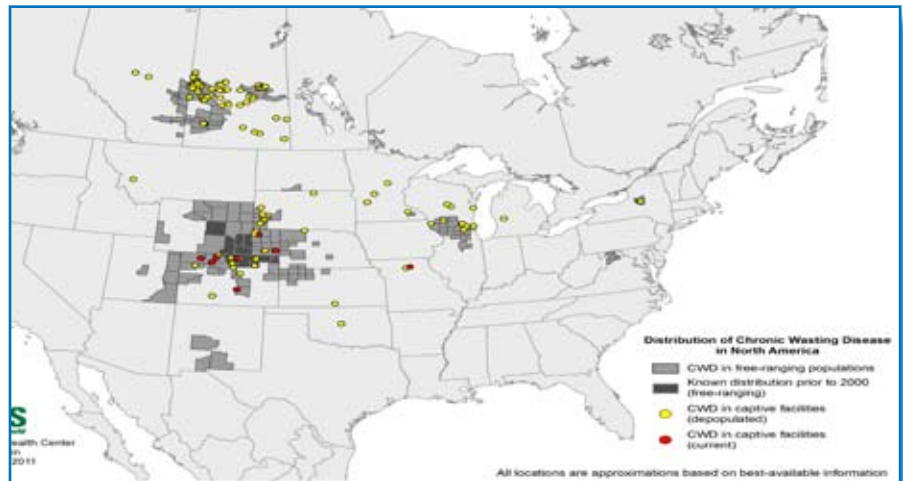 Distribution of Chronic Wasting Disease
in North America
CWD in free-ranging populations
Known distribution prior to 2000
(free-ranging)
CWD in captive facilities
(depopulated)
CWD in captive facilities
(current)
S
ealth Center
in
2011
All locations are approximations based on best-available information